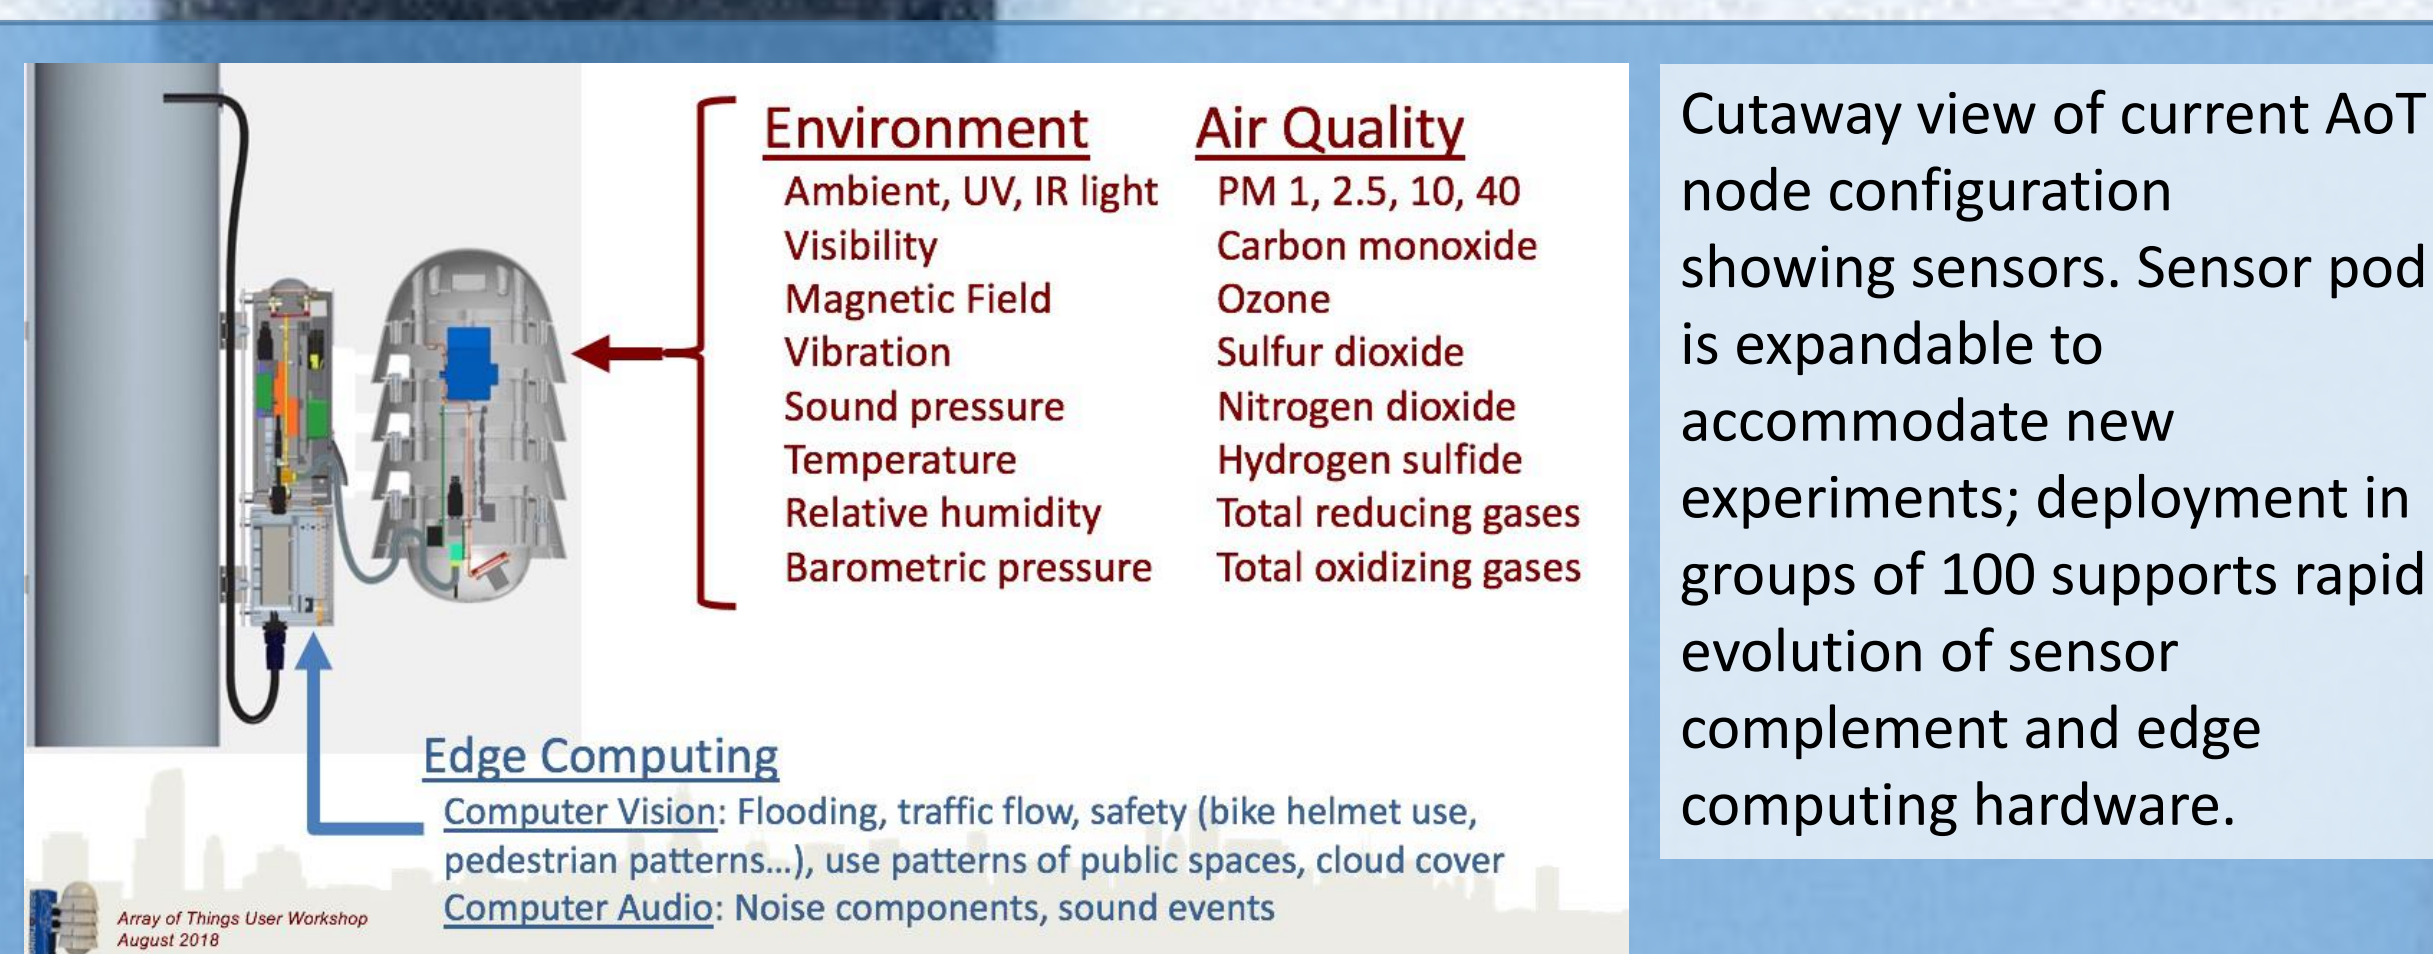 Environment
Ambient, UV, IR light
Visibility
Magnetic Field
Vibration
Sound pressure
Temperature
Relative humidity
Barometric pressure
Air Quality
PM 1, 2.5, 10, 40
Carbon monoxide
Ozone
Sulfur dioxide
Nitrogen dioxide
Hydrogen sulfide
Total reducing gases
Total oxidizing gases
Edge Computing
Computer Vision: Flooding, traffic flow, safety (bike helmet use,
pedestrian patterns...), use patterns of public spaces, cloud cover
Computer Audio: Noise components, sound events
Array of Things User Workshop
August 2018
Cutaway view of current AoT
node configuration
showing sensors. Sensor pod
is expandable to
accommodate new
experiments; deployment in
groups of 100 supports rapid
evolution of sensor
complement and edge
computing hardware.